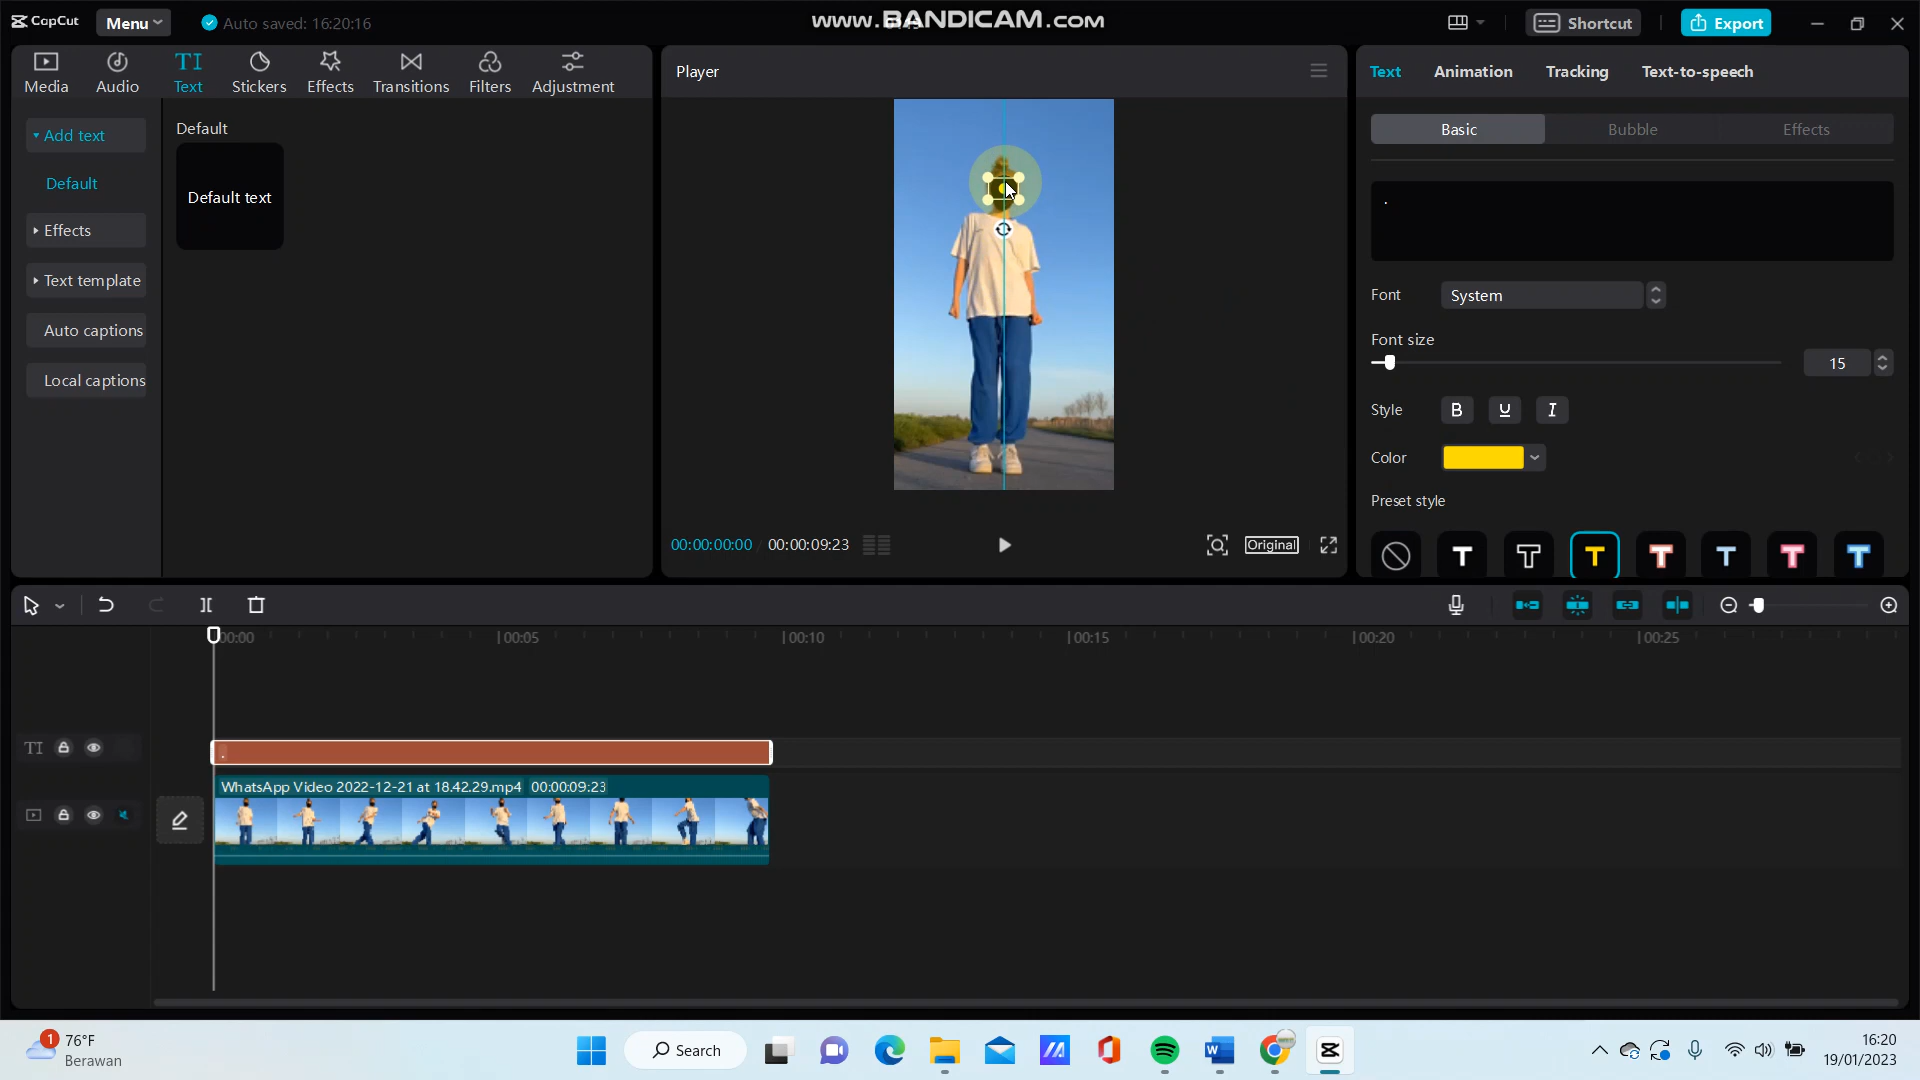 CapCut
Menu
Auto saved: 16:20:16
www.BANDICAM.com
Shortcut
Export
Media
Audio
TI
Text
Stickers
Effects
Transitions
Filters
Adjustment
Add text
Default
Effects
Text template
Auto captions
Local captions
Default
Default text
Player
00:00:00:00 / 00:00:09:23
Original
Text
Animation
Tracking
Text-to-speech
Basic
Bubble
Effects
.
Font
System
Font size
15
Style
B
U
I
Color
Preset style
T
T
T
T
T
T
T
00:00
00:05
00:10
00:15
00:20
00:25
TI
.
WhatsApp Video 2022-12-21 at 18.42.29.mp4
00:00:09:23
1
76°F
Berawan
Search
16:20
19/01/2023